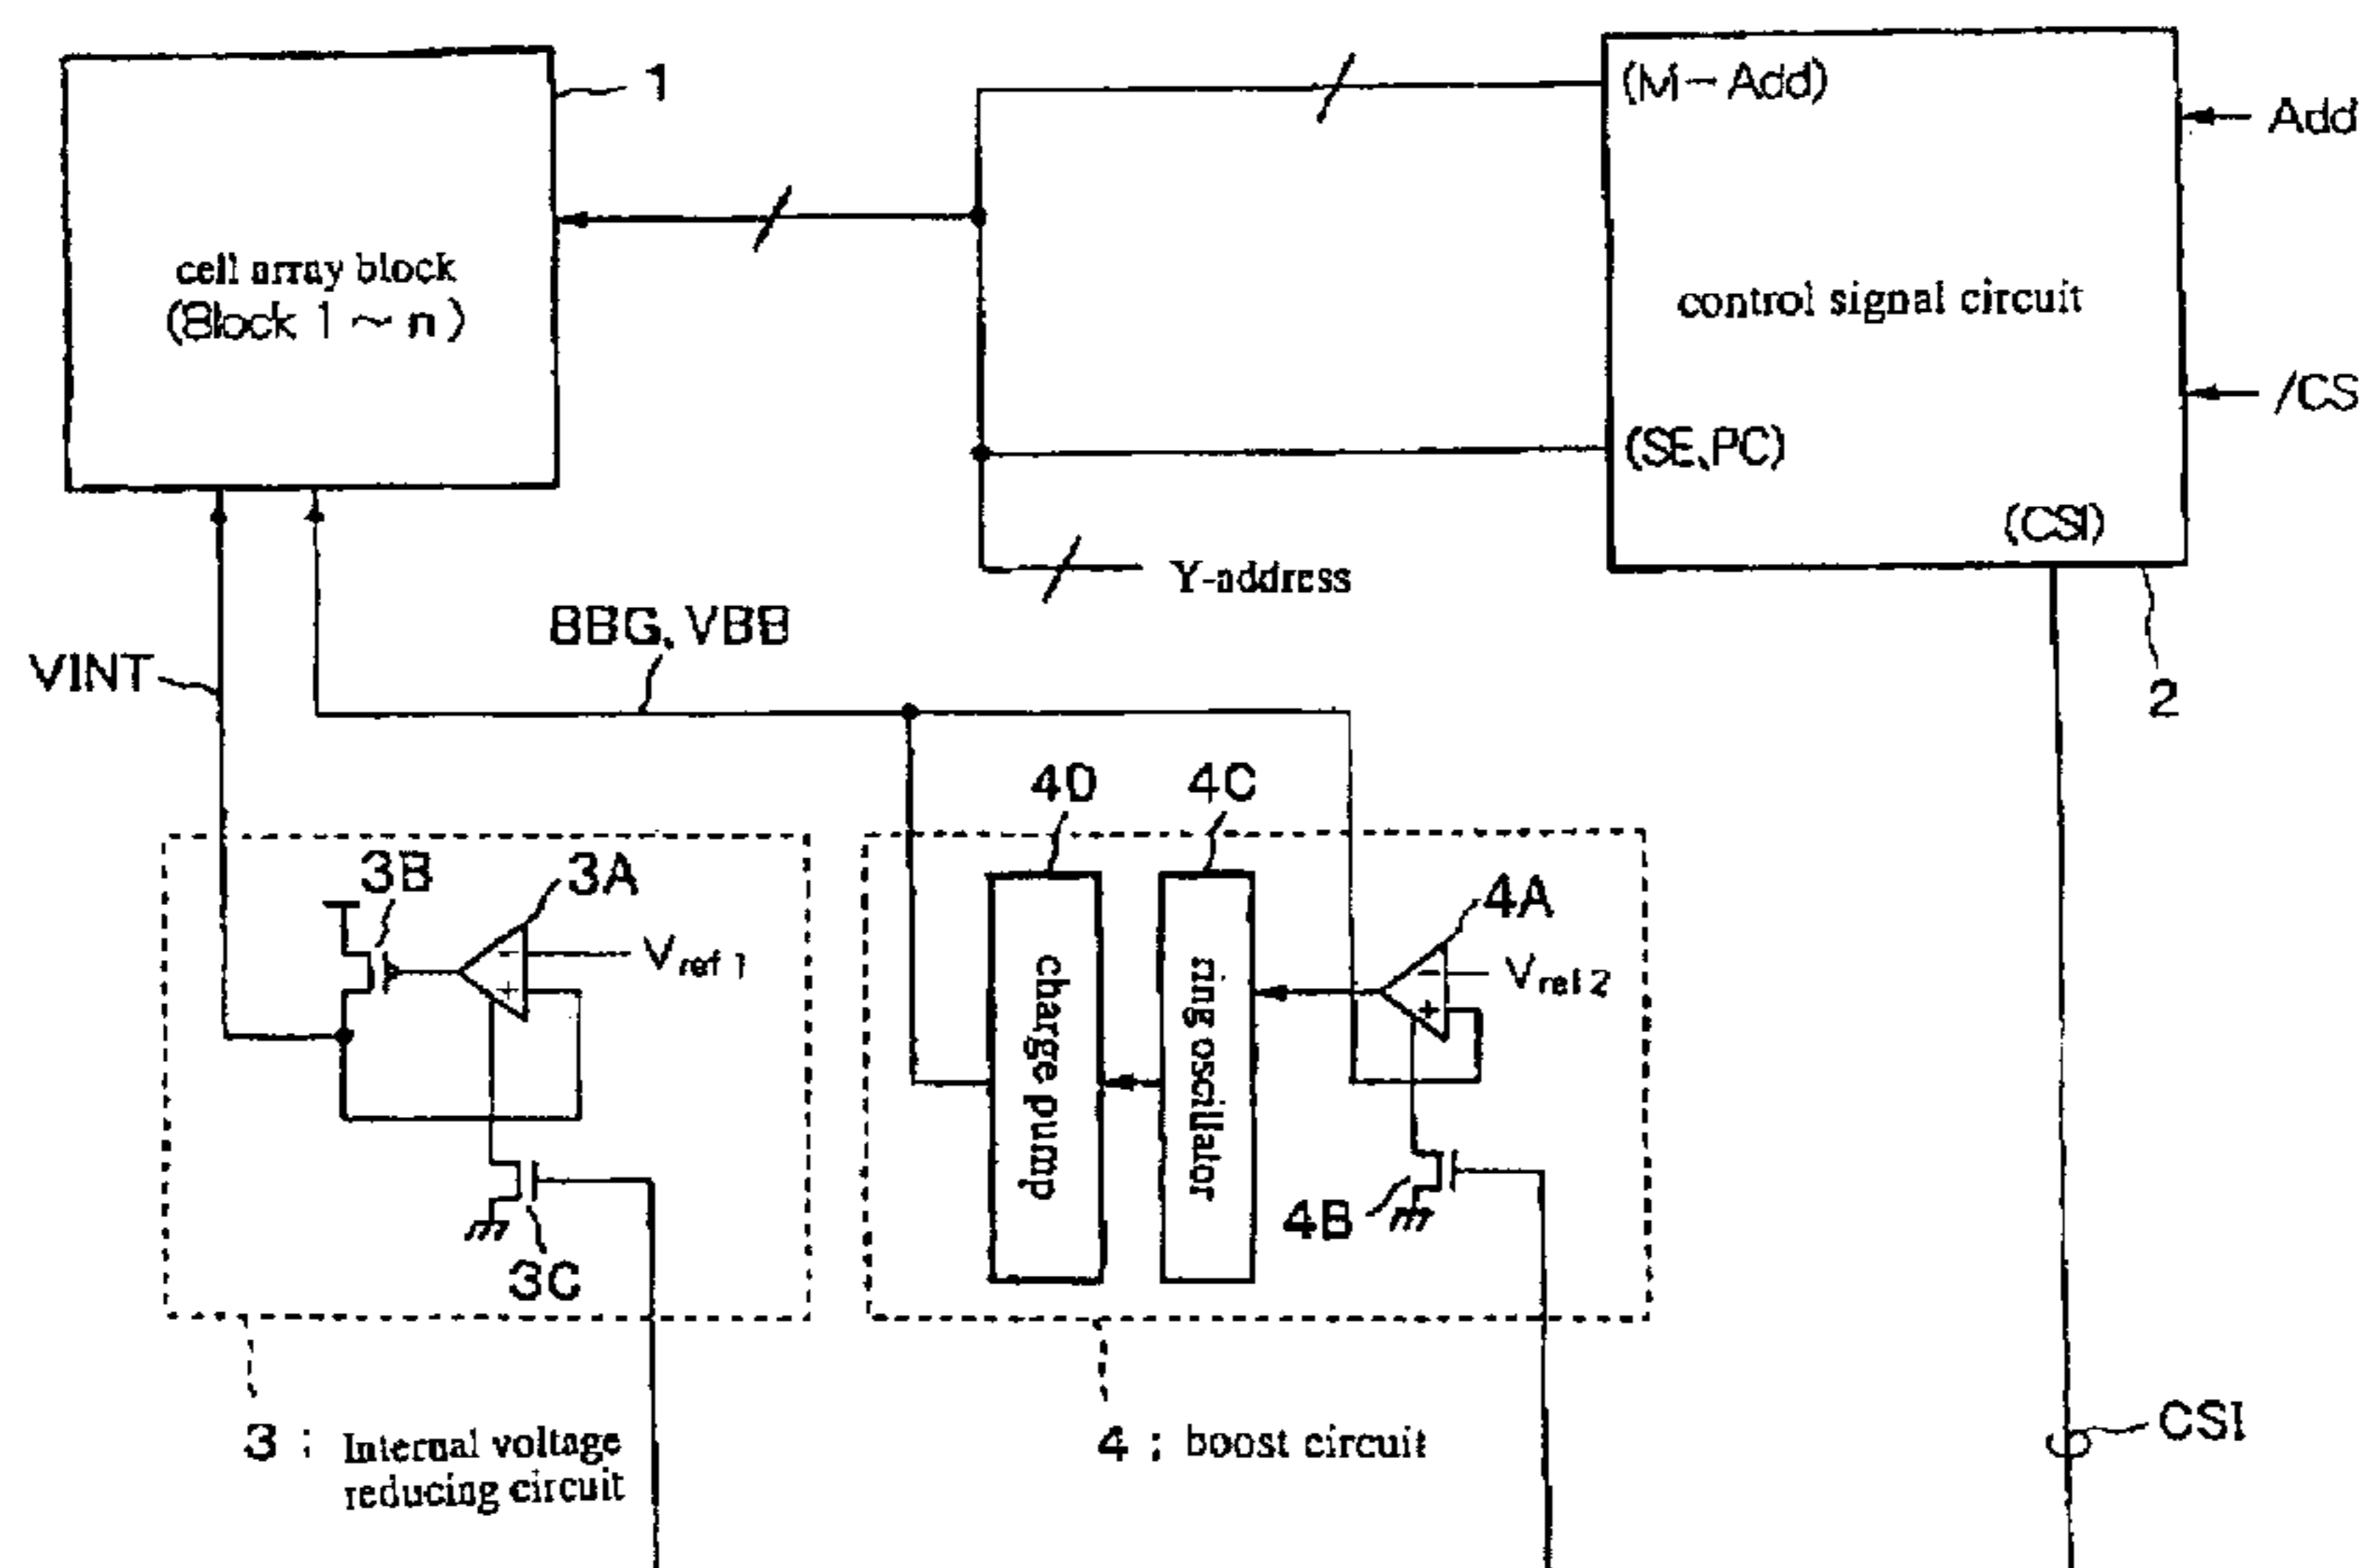 1
(M-Add)
Add
cell array block
(Block 1 ~ n)
control signal circuit
/CS
(SE,PC)
(CSI)
Y-address
BBG, VBB
VINT
2
4D
4C
3B
3A
4A
Vref 1
Vref 2
charge pump
ring oscillator
4B
3C
3 : Internal voltage
reducing circuit
4 : boost circuit
CSI